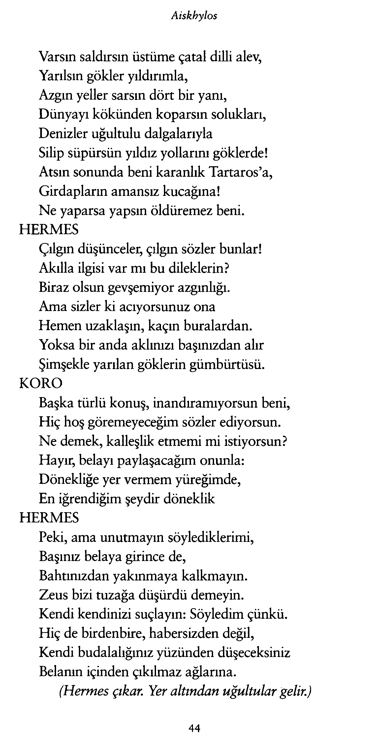 Aiskhylos
Varsın saldırsın üstüme çatal dilli alev,
Yarılsın gökler yıldırımla,
Azgın yeller sarsın dört bir yanı,
Dünyayı kökünden koparsın solukları,
Denizler uğultulu dalgalarıyla
Silip süpürsün yıldız yollarını göklerde!
Atsın sonunda beni karanlık Tartaros’a,
Girdapların amansız kucağına!
Ne yaparsa yapsın öldüremez beni.
HERMES
Çılgın düşünceler, çılgın sözler bunlar!
Akılla ilgisi var mı bu dileklerin?
Biraz olsun gevşemiyor azgınlığı.
Ama sizler ki acıyorsunuz ona
Hemen uzaklaşın, kaçın buralardan.
Yoksa bir anda aklınızı başınızdan alır
Şimşekle yarılan göklerin gümbürtüsü.
KORO
Başka türlü konuş, inandıramıyorsun beni,
Hiç hoş göremeyeceğim sözler ediyorsun.
Ne demek, kalleşlik etmemi mi istiyorsun?
Hayır, belayı paylaşacağım onunla:
Dönekliğe yer vermem yüreğimde,
En iğrendiğim şeydir döneklik
HERMES
Peki, ama unutmayın söylediklerimi,
Başınız belaya girince de,
Bahtınızdan yakınmaya kalkmayın.
Zeus bizi tuzağa düşürdü demeyin.
Kendi kendinizi suçlayın: Söyledim çünkü.
Hiç de birdenbire, habersizden değil,
Kendi budalalığınız yüzünden düşeceksiniz
Belanın içinden çıkılmaz ağlarına.
(Hermes çıkar. Yer altından uğultular gelir.)
44